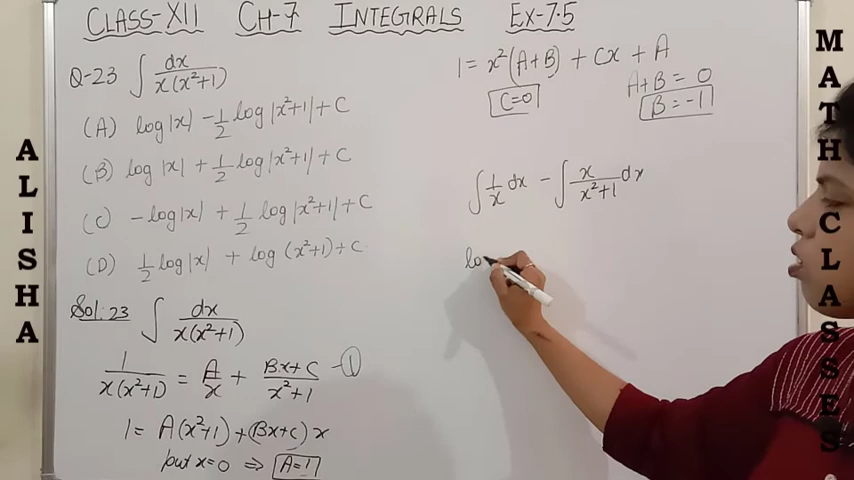 CLASS-XII CH-7 INTEGRALS EX-7.5
Q-23 ∫ dx / x(x²+1)
(A) log|x| - 1/2 log|x²+1| + C
(B) log|x| + 1/2 log|x²+1| + C
(C) - log|x| + 1/2 log|x²+1| + C
(D) 1/2 log|x| + log (x²+1) + C
Sol. 23 ∫ dx / x(x²+1)
1 / x(x²+1) = A/x + Bx+C / x²+1 - ①
1 = A(x²+1) + (Bx+C) x
put x=0 ⇒ A=1
1 = x²(A+B) + Cx + A
C=0
A+B = 0
B = -1
∫ 1/x dx - ∫ x / x²+1 dx
lo
ALISHA
MATH CLASSES